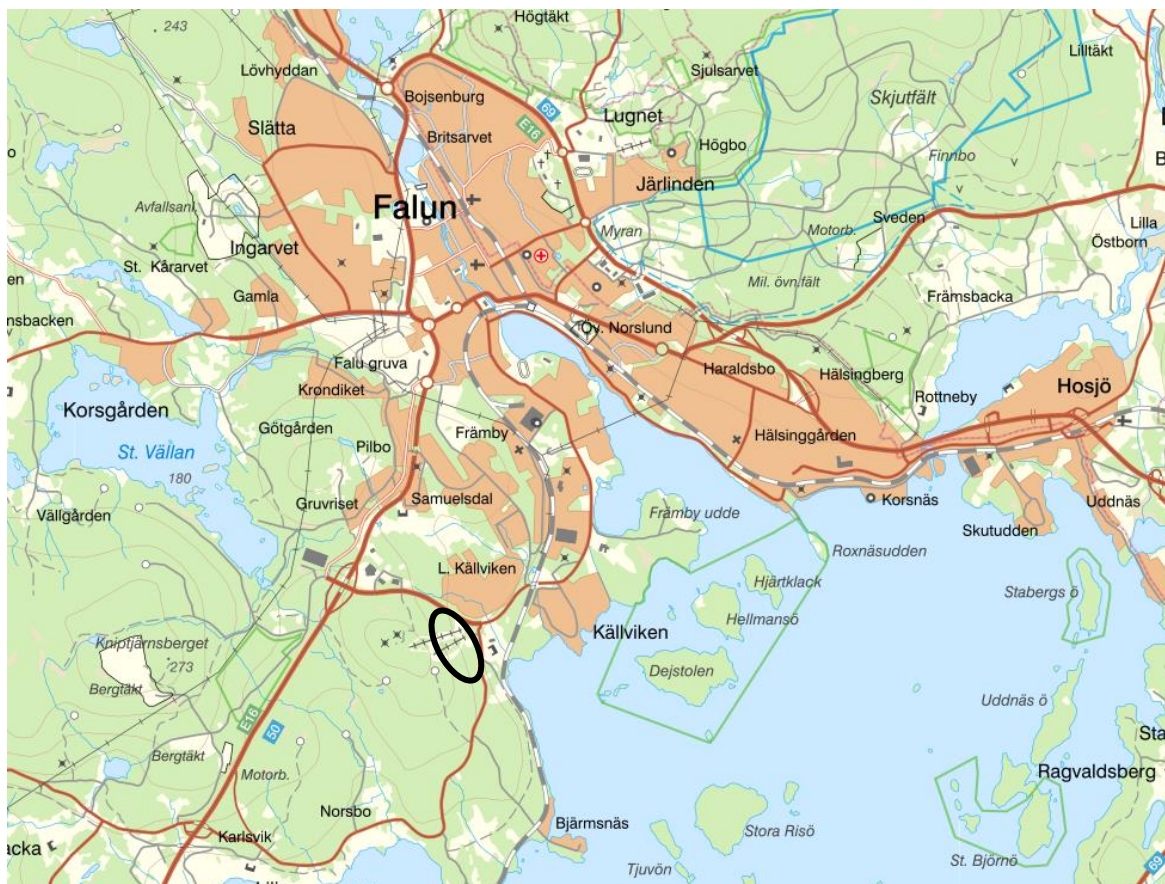 243
Högtäkt
Lilltäkt
Lövhyddan
Sjulsarvet
Bojsenburg
69
E16
Lugnet
Skjutfält
Slätta
Britsarvet
Högbo
Finnbo
Järlinden
Avfallsanl.
Falun
Sveden
Lilla
Östborn
Ingarvet
Myran
Motorb.
St. Kårarvet
Mil. övn.fält
Gamla
Främsbacka
nsbacken
Öv. Norslund
Falu gruva
Haraldsbo
Hälsingberg
Krondiket
Rottneby
Hosjö
Korsgården
Götgården
Främby
Hälsinggården
St. Vällan
Pilbo
180
Samuelsdal
Korsnäs
Gruvriset
Uddnäs
Vällgården
Främby udde
Skutudden
Roxnäsudden
L. Källviken
Hjärtklack
Stabergs ö
Hellmansö
Källviken
Kniptjärnsberget
273
Dejstolen
Bergtäkt
Uddnäs ö
E16
50
Sta
Bergtäkt
Motorb.
Ragvaldsberg
Norsbo
Bjärmsnäs
Stora Risö
Karlsvik
acka
St. Björnö
Tjuvön
69